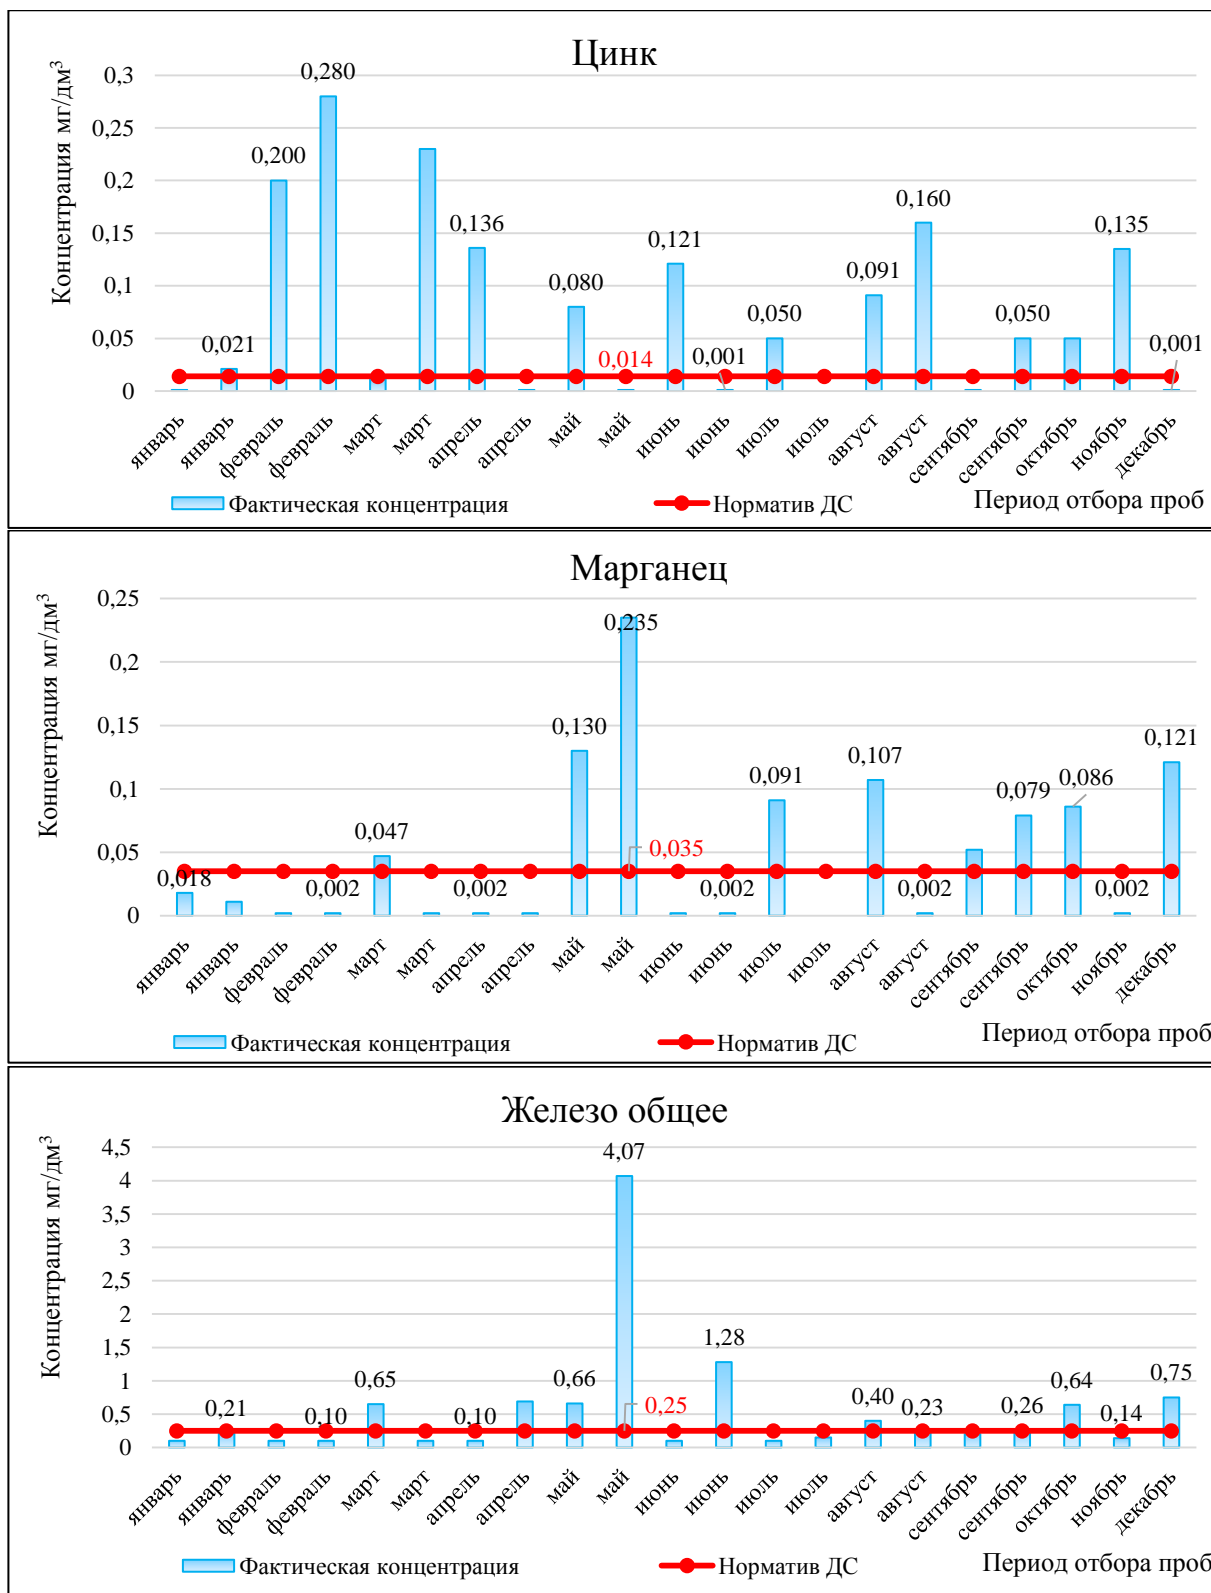 Цинк
Концентрация мг/дм³
0,3
0,25
0,2
0,15
0,1
0,05
0
0,021
0,200
0,280
0,136
0,080
0,014
0,121
0,001
0,050
0,091
0,160
0,050
0,135
0,001
январь
январь
февраль
февраль
март
март
апрель
апрель
май
май
июнь
июнь
июль
июль
август
август
сентябрь
сентябрь
октябрь
ноябрь
декабрь
Фактическая концентрация
Норматив ДС
Период отбора проб
Марганец
Концентрация мг/дм³
0,25
0,2
0,15
0,1
0,05
0
0,018
0,002
0,047
0,002
0,130
0,235
0,035
0,002
0,091
0,107
0,002
0,079
0,086
0,002
0,121
январь
январь
февраль
февраль
март
март
апрель
апрель
май
май
июнь
июнь
июль
июль
август
август
сентябрь
сентябрь
октябрь
ноябрь
декабрь
Фактическая концентрация
Норматив ДС
Период отбора проб
Железо общее
Концентрация мг/дм³
4,5
4
3,5
3
2,5
2
1,5
1
0,5
0
0,21
0,10
0,65
0,10
0,66
4,07
0,25
1,28
0,40
0,23
0,26
0,64
0,14
0,75
январь
январь
февраль
февраль
март
март
апрель
апрель
май
май
июнь
июнь
июль
июль
август
август
сентябрь
сентябрь
октябрь
ноябрь
декабрь
Фактическая концентрация
Норматив ДС
Период отбора проб